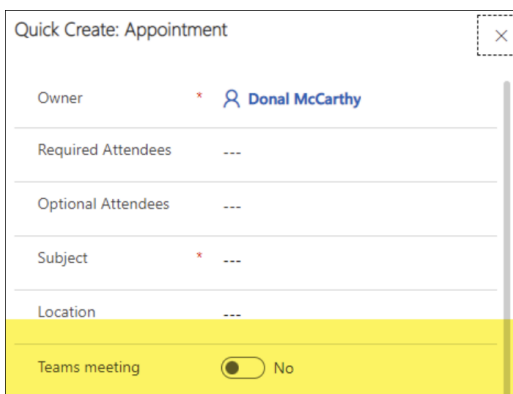 Quick Create: Appointment
Owner * Donal McCarthy
Required Attendees ---
Optional Attendees ---
Subject * ---
Location ---
Teams meeting No